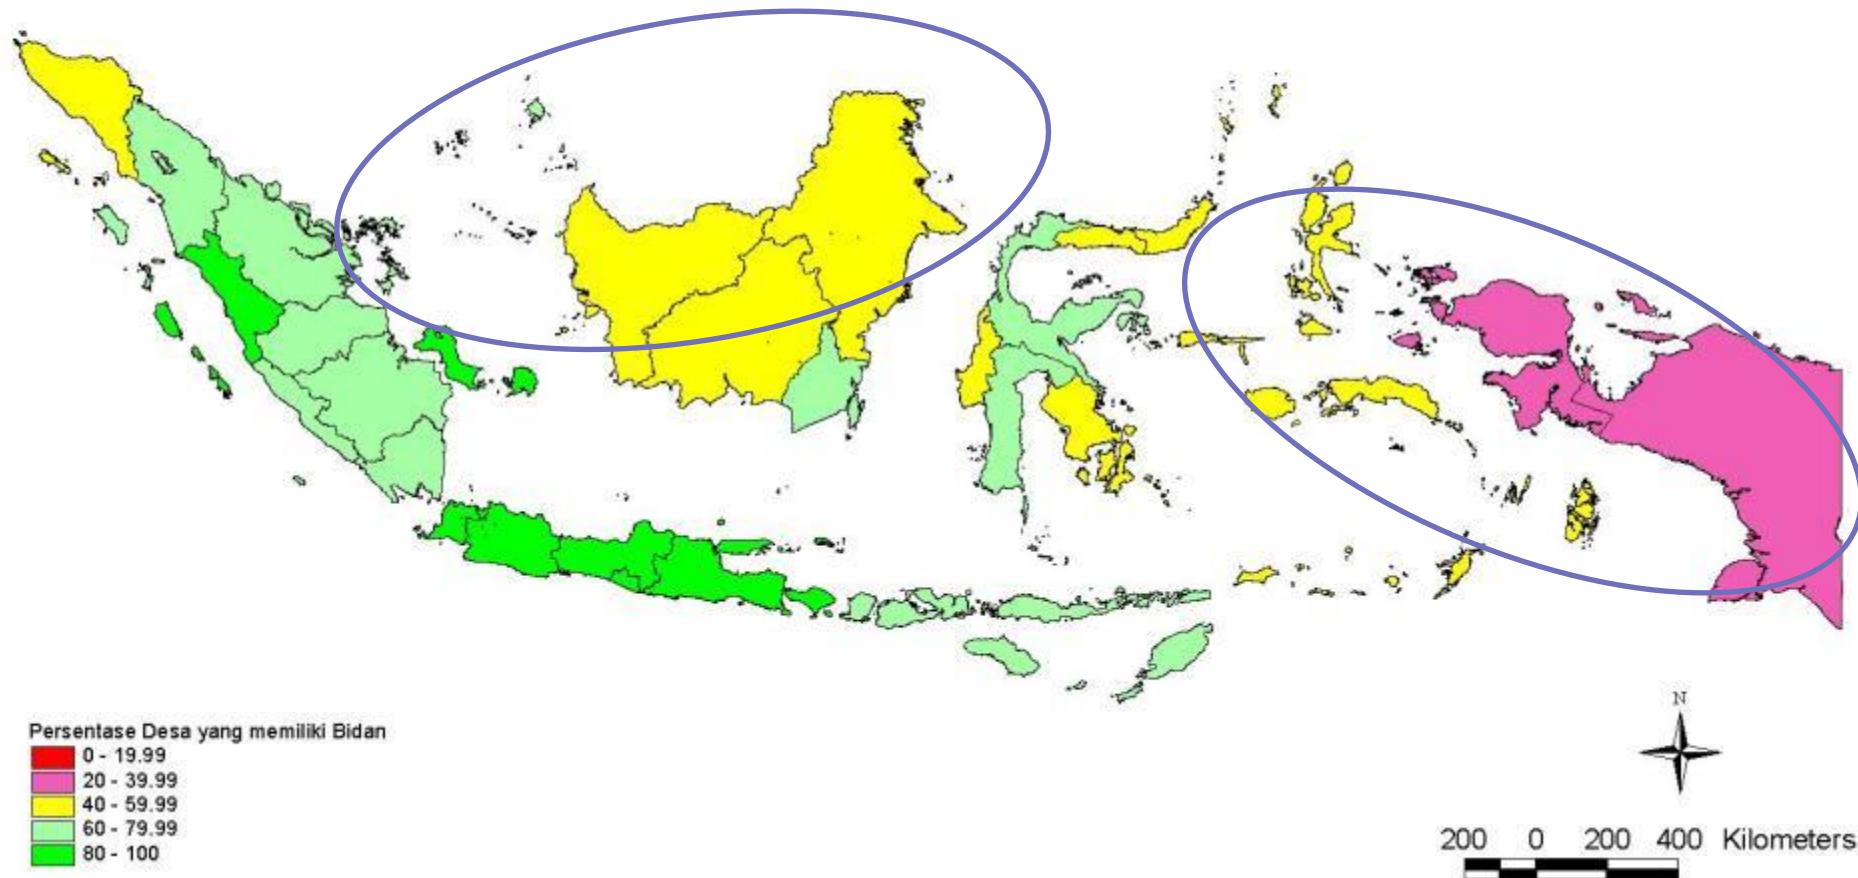 Persentase Desa yang memiliki Bidan
0 - 19.99
20 - 39.99
40 - 59.99
60 - 79.99
80 - 100
N
200 0 200 400 Kilometers